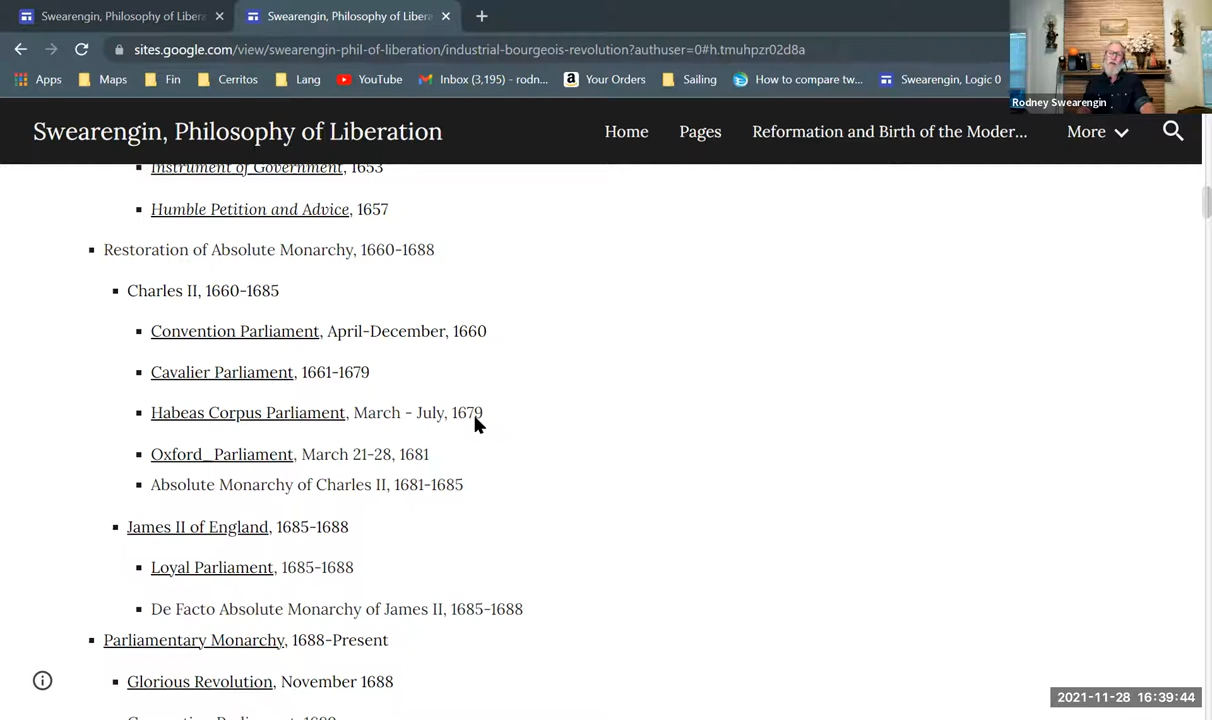 Swearengin, Philosophy of Libera
Swearengin, Philosophy of Libera
sites.google.com/view/swearengin-phil-of-liberation/industrial-bourgeois-revolution?authuser=0#h.tmuhpzr02d8a
Apps Maps Fin Cerritos Lang YouTube Inbox (3,195) - rodn... Your Orders Sailing How to compare tw... Swearengin, Logic 0
Rodney Swearengin
Swearengin, Philosophy of Liberation
Home Pages Reformation and Birth of the Moder... More
Instrument of Government, 1653
Humble Petition and Advice, 1657
Restoration of Absolute Monarchy, 1660-1688
Charles II, 1660-1685
Convention Parliament, April-December, 1660
Cavalier Parliament, 1661-1679
Habeas Corpus Parliament, March - July, 1679
Oxford_Parliament, March 21-28, 1681
Absolute Monarchy of Charles II, 1681-1685
James II of England, 1685-1688
Loyal Parliament, 1685-1688
De Facto Absolute Monarchy of James II, 1685-1688
Parliamentary Monarchy, 1688-Present
Glorious Revolution, November 1688
Convention Parliament, 1689
2021-11-28 16:39:44